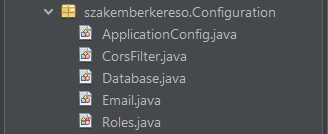 szakemberkereso.Configuration
ApplicationConfig.java
CorsFilter.java
Database.java
Email.java
Roles.java